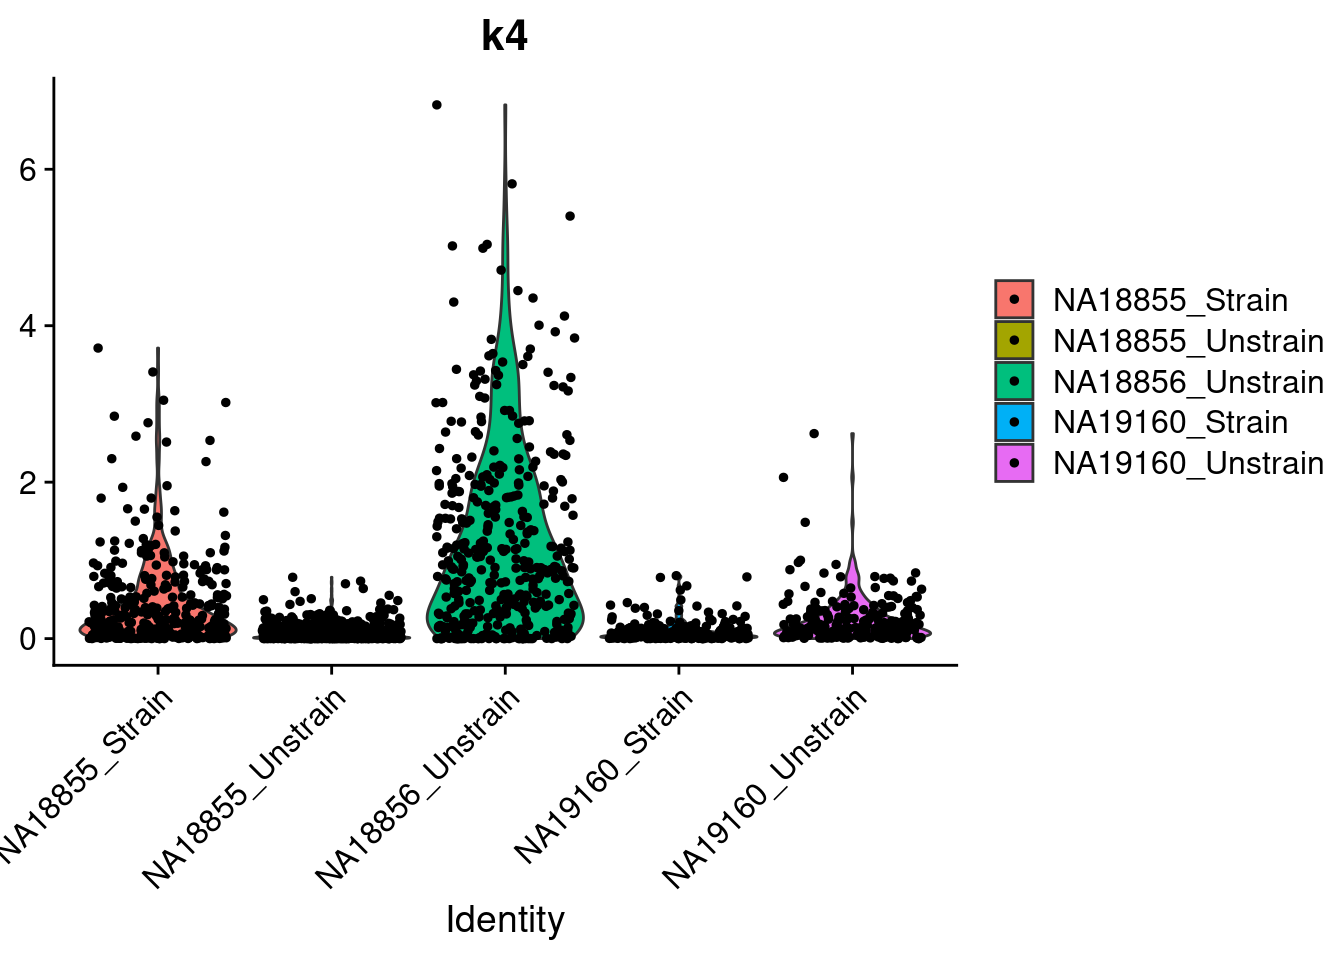 k4
6
4
2
0
NA18855_Strain
NA18855_Unstrain
NA18856_Unstrain
NA19160_Strain
NA19160_Unstrain
Identity
NA18855_Strain
NA18855_Unstrain
NA18856_Unstrain
NA19160_Strain
NA19160_Unstrain